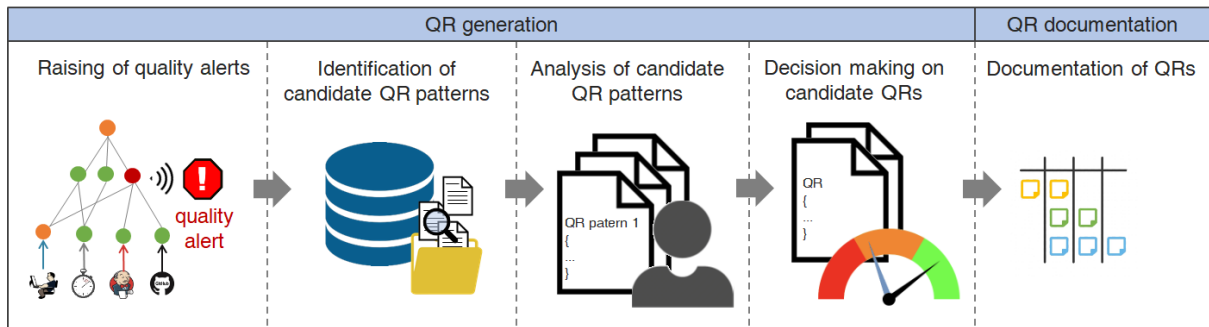 QR generation
QR documentation
Raising of quality alerts
Identification of
candidate QR patterns
Analysis of candidate
QR patterns
Decision making on
candidate QRs
Documentation of QRs
!
quality
alert
GitHub
QR patern 1
{
...
}
QR
{
...
}